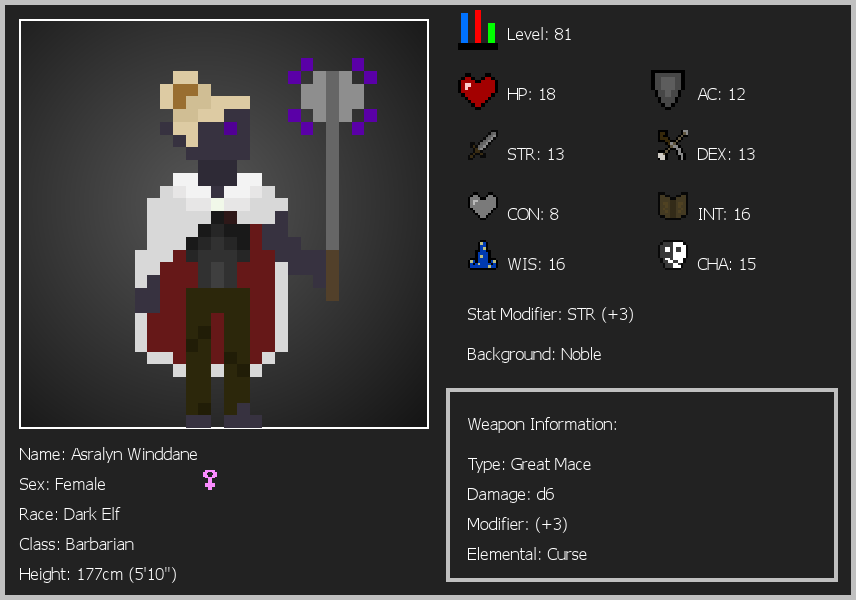 Level: 81
HP: 18
AC: 12
STR: 13
DEX: 13
CON: 8
INT: 16
WIS: 16
CHA: 15
Stat Modifier: STR (+3)
Background: Noble
Weapon Information:
Type: Great Mace
Damage: d6
Modifier: (+3)
Elemental: Curse
Name: Asralyn Winddane
Sex: Female
Race: Dark Elf
Class: Barbarian
Height: 177cm (5'10")